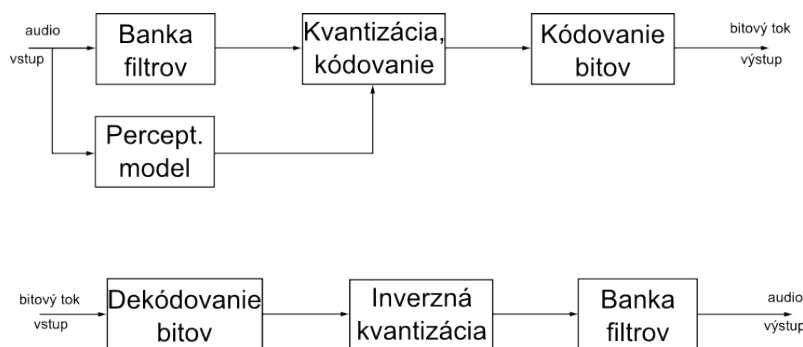 audio
vstup
Banka
filtrov
Kvantizácia,
kódovanie
Kódovanie
bitov
bitový tok
výstup
Percept.
model
bitový tok
vstup
Dekódovanie
bitov
Inverzná
kvantizácia
Banka
filtrov
audio
výstup